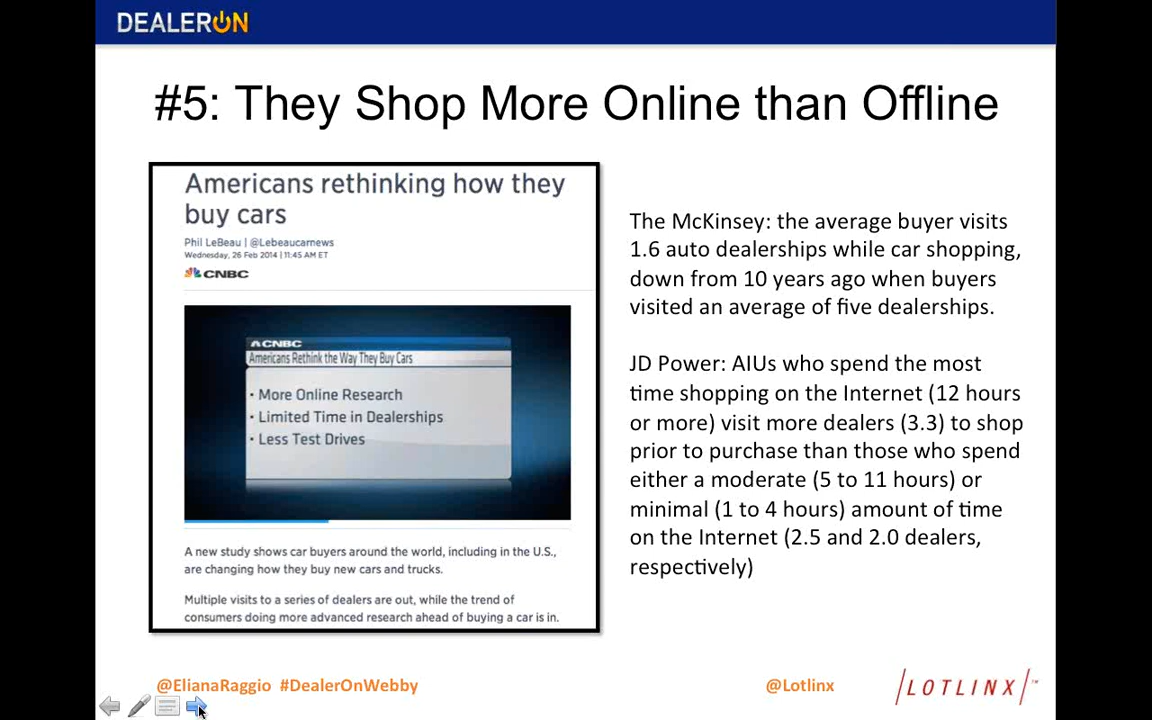 DEALERON
#5: They Shop More Online than Offline
Americans rethinking how they
buy cars
Phil LeBeau | @Lebeaucarnews
Wednesday, 26 Feb 2014 | 11:45 AM ET
CNBC
CNBC
Americans Rethink the Way They Buy Cars
• More Online Research
• Limited Time in Dealerships
• Less Test Drives
A new study shows car buyers around the world, including in the U.S.,
are changing how they buy new cars and trucks.
Multiple visits to a series of dealers are out, while the trend of
consumers doing more advanced research ahead of buying a car is in.
The McKinsey: the average buyer visits
1.6 auto dealerships while car shopping,
down from 10 years ago when buyers
visited an average of five dealerships.
JD Power: AIUs who spend the most
time shopping on the Internet (12 hours
or more) visit more dealers (3.3) to shop
prior to purchase than those who spend
either a moderate (5 to 11 hours) or
minimal (1 to 4 hours) amount of time
on the Internet (2.5 and 2.0 dealers,
respectively)
@ElianaRaggio #DealerOnWebby
@Lotlinx
LOTLINX™